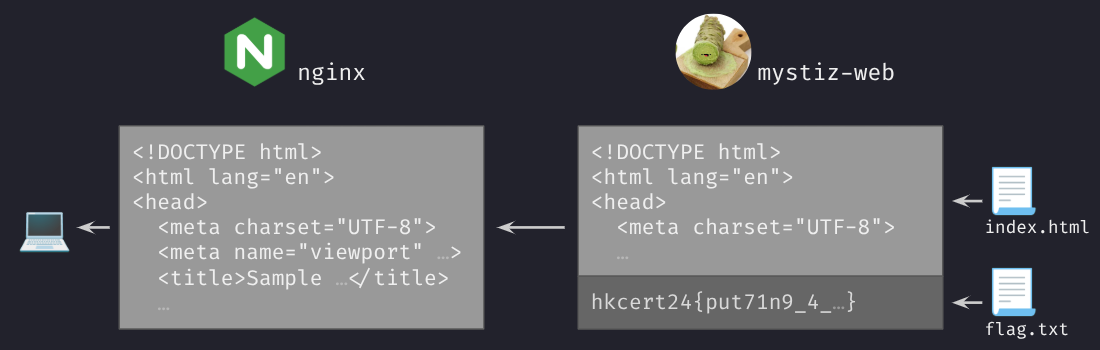 nginx
mystiz-web
<!DOCTYPE html>
<html lang="en">
<head>
  <meta charset="UTF-8">
  <meta name="viewport" …>
  <title>Sample …</title>
  …
<!DOCTYPE html>
<html lang="en">
<head>
  <meta charset="UTF-8">
  …
hkcert24{put71n9_4_…}
index.html
flag.txt